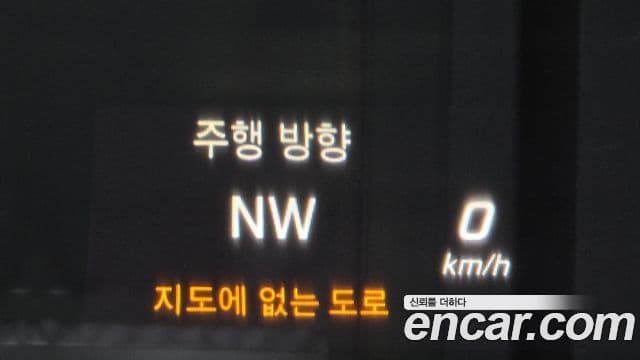 주행 방향
NW
0
km/h
지도에 없는 도로
신뢰를 더하다
encar.com